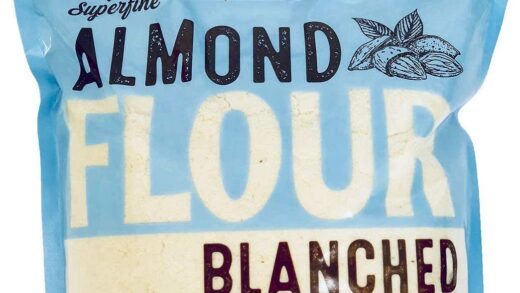 Superfine
ALMOND
FLOUR
BLANCHED